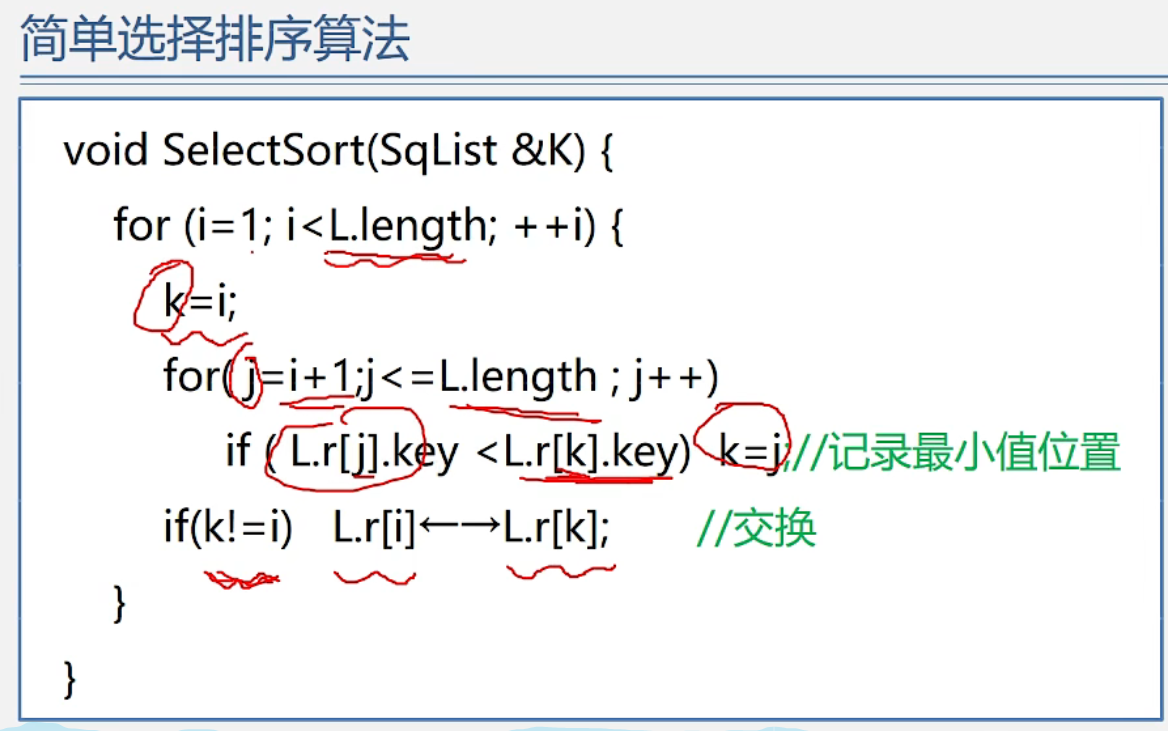 简单选择排序算法
void SelectSort(SqList &K) {
for (i=1; i<L.length; ++i) {
k=i;
for( j=i+1;j<=L.length ; j++)
if ( L.r[j].key <L.r[k].key) k=j;//记录最小值位置
if(k!=i) L.r[i]←→L.r[k]; //交换
}
}